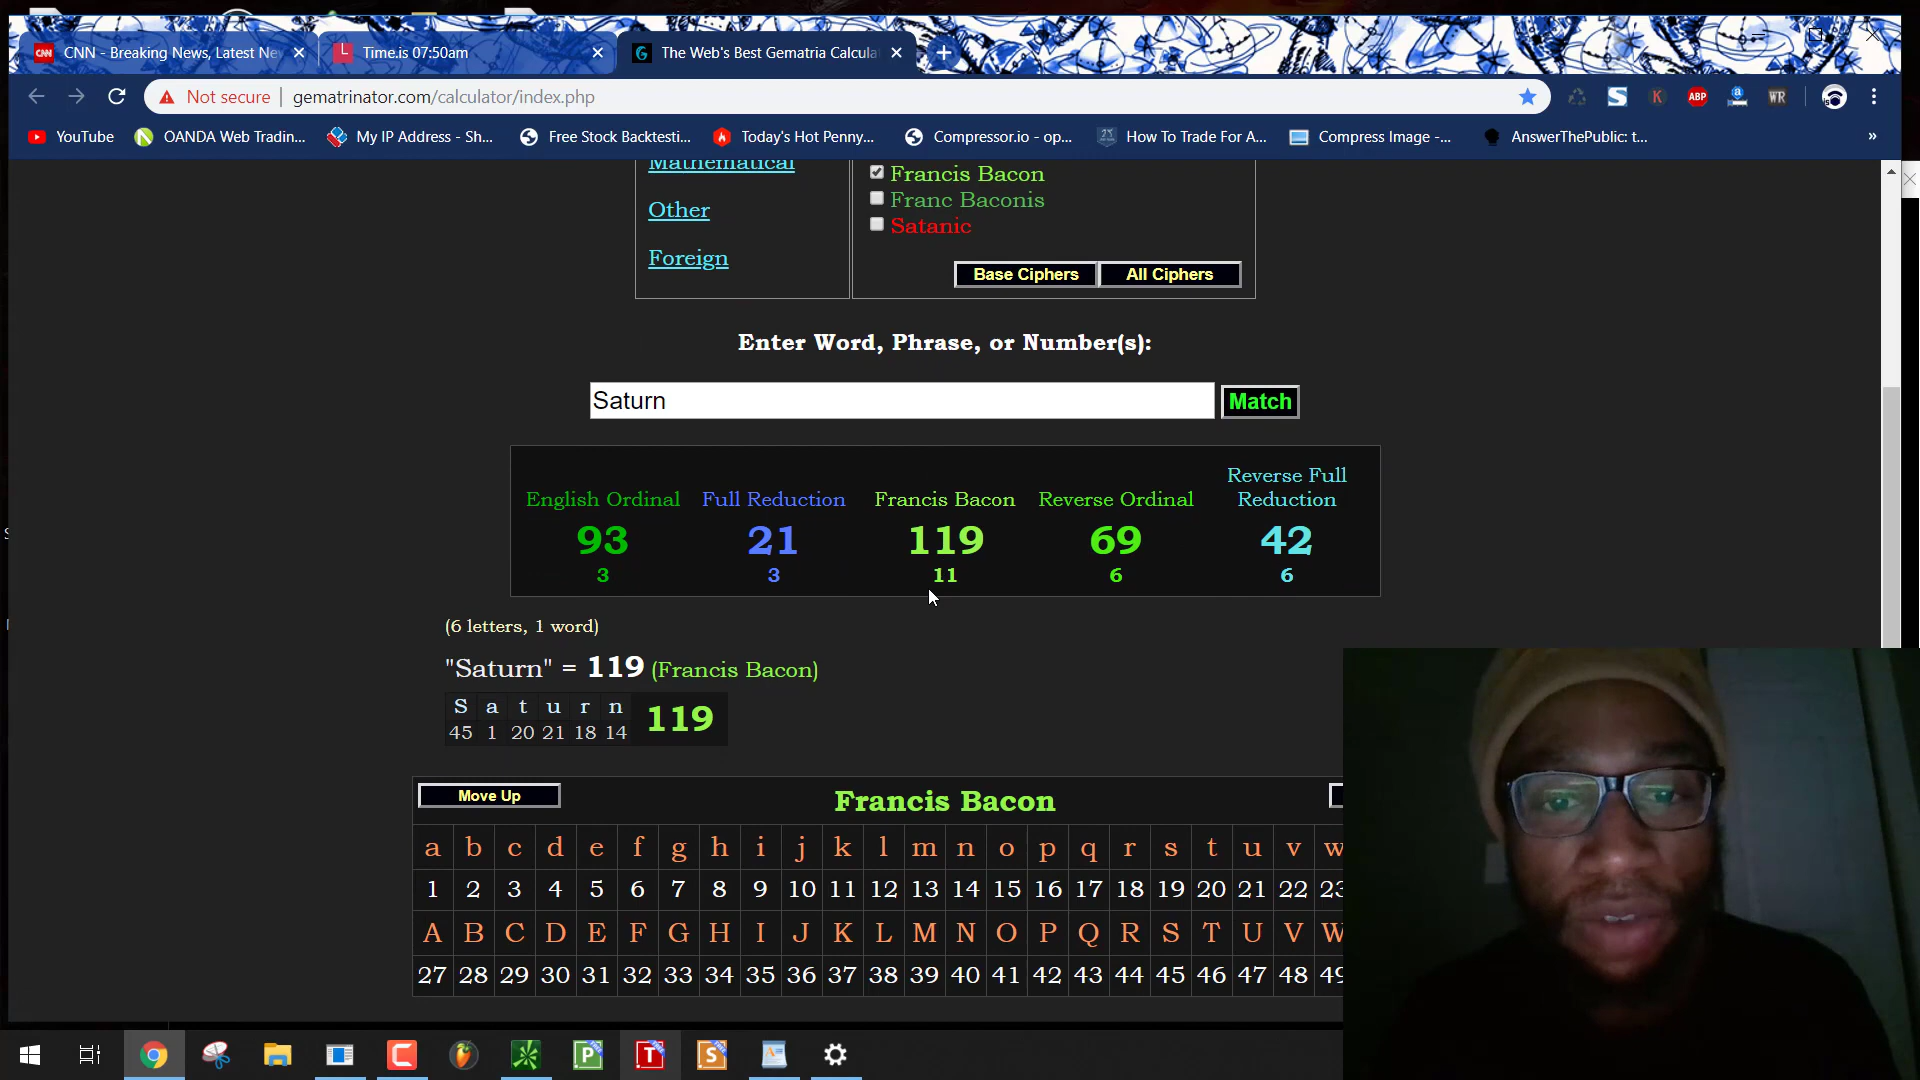 CNN - Breaking News, Latest Ne
Time.is 07:50am
The Web's Best Gematria Calcula
Not secure | gematrinator.com/calculator/index.php
ABP
WR
YouTube
OANDA Web Tradin...
My IP Address - Sh...
Free Stock Backtesti...
Today's Hot Penny...
Compressor.io - op...
How To Trade For A...
Compress Image -...
AnswerThePublic: t...
»
Mathematical
Other
Foreign
Francis Bacon
Franc Baconis
Satanic
Base Ciphers
All Ciphers
Enter Word, Phrase, or Number(s):
Saturn
Match
English Ordinal Full Reduction Francis Bacon Reverse Ordinal Reverse Full Reduction
93 21 119 69 42
3 3 11 6 6
(6 letters, 1 word)
"Saturn" = 119 (Francis Bacon)
S a t u r n 119
45 1 20 21 18 14
Move Up
Francis Bacon
a b c d e f g h i j k l m n o p q r s t u v w
1 2 3 4 5 6 7 8 9 10 11 12 13 14 15 16 17 18 19 20 21 22 23
A B C D E F G H I J K L M N O P Q R S T U V W
27 28 29 30 31 32 33 34 35 36 37 38 39 40 41 42 43 44 45 46 47 48 49